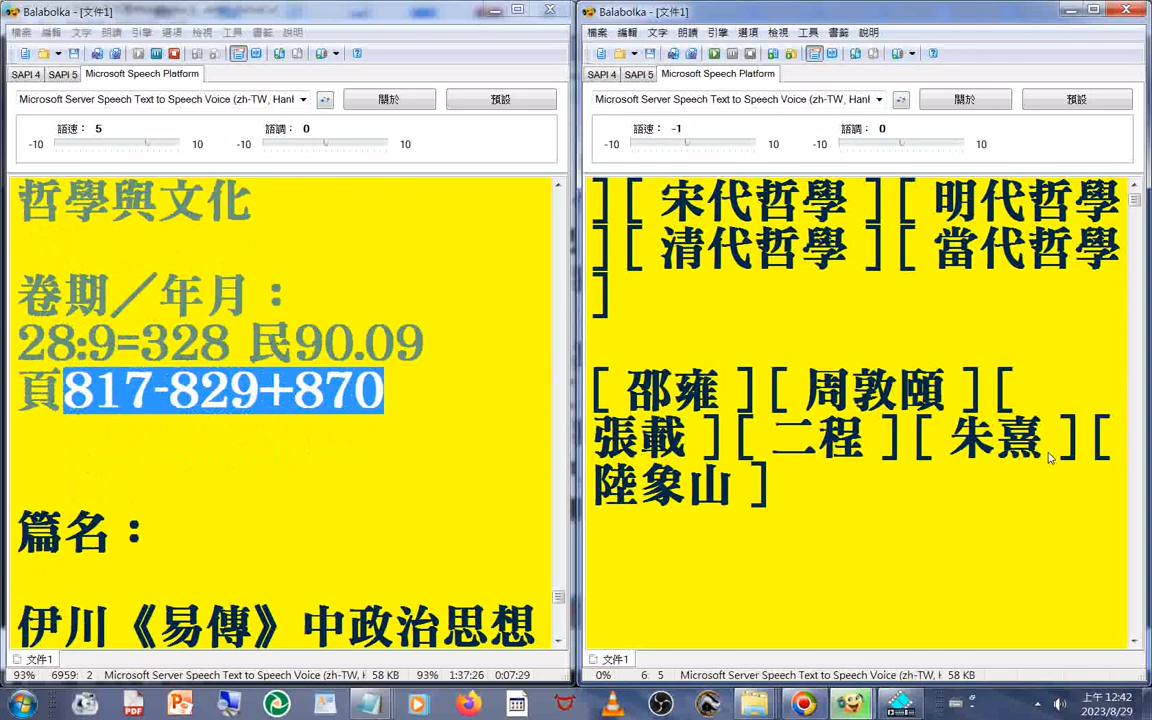 Balabolka - [文件1]
檔案 編輯 文字 朗讀 引擎 選項 檢視 工具 書籤 說明
SAPI 4 SAPI 5 Microsoft Speech Platform
Microsoft Server Speech Text to Speech Voice (zh-TW, Hanl
關於 預設
語速： 5 語調： 0
-10 10 -10 10
哲學與文化
卷期／年月：
28:9=328 民90.09
頁817-829+870
篇名：
伊川《易傳》中政治思想
文件1
93% 6959: 2 Microsoft Server Speech Text to Speech Voice (zh-TW, Ha 58 KB 93% 1:37:26 0:07:29
Balabolka - [文件1]
檔案 編輯 文字 朗讀 引擎 選項 檢視 工具 書籤 說明
SAPI 4 SAPI 5 Microsoft Speech Platform
Microsoft Server Speech Text to Speech Voice (zh-TW, Hanl
關於 預設
語速： -1 語調： 0
-10 10 -10 10
][ 宋代哲學 ][ 明代哲學
][ 清代哲學 ][ 當代哲學
]
[ 邵雍 ][ 周敦頤 ][
張載 ][ 二程 ][ 朱熹 ][
陸象山 ]
文件1
0% 6: 5 Microsoft Server Speech Text to Speech Voice (zh-TW, Ha 58 KB
PDF
上午 12:42
2023/8/29